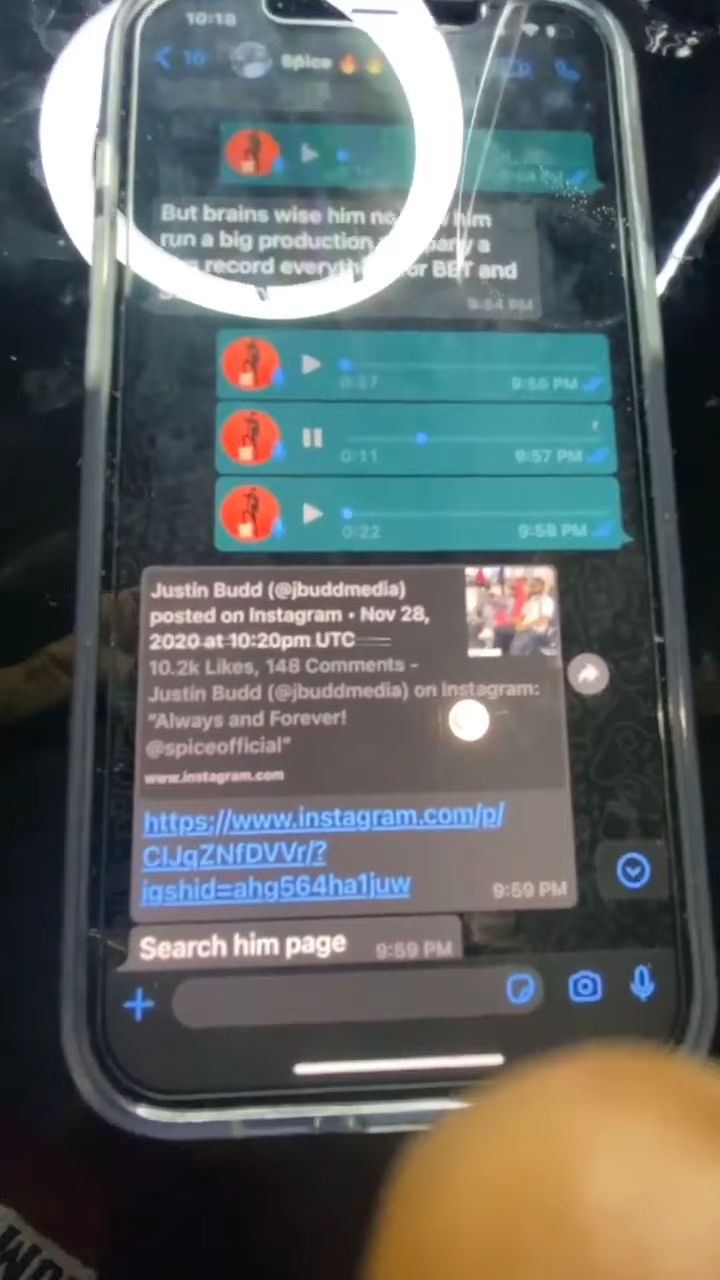 10:18
16 Spice 🔥🔥
But brains wise him him
run a big production a
record everyth or BET and
9:54 PM
0:37 9:56 PM
0:11 9:57 PM
0:22 9:58 PM
Justin Budd (@jbuddmedia)
posted on Instagram • Nov 28,
2020 at 10:20pm UTC
10.2k Likes, 148 Comments -
Justin Budd (@jbuddmedia) on Instagram:
“Always and Forever!
@spiceofficial”
www.instagram.com
https://www.instagram.com/p/
CIJqZNfDVVr/?
igshid=ahg564ha1juw 9:59 PM
Search him page 9:59 PM